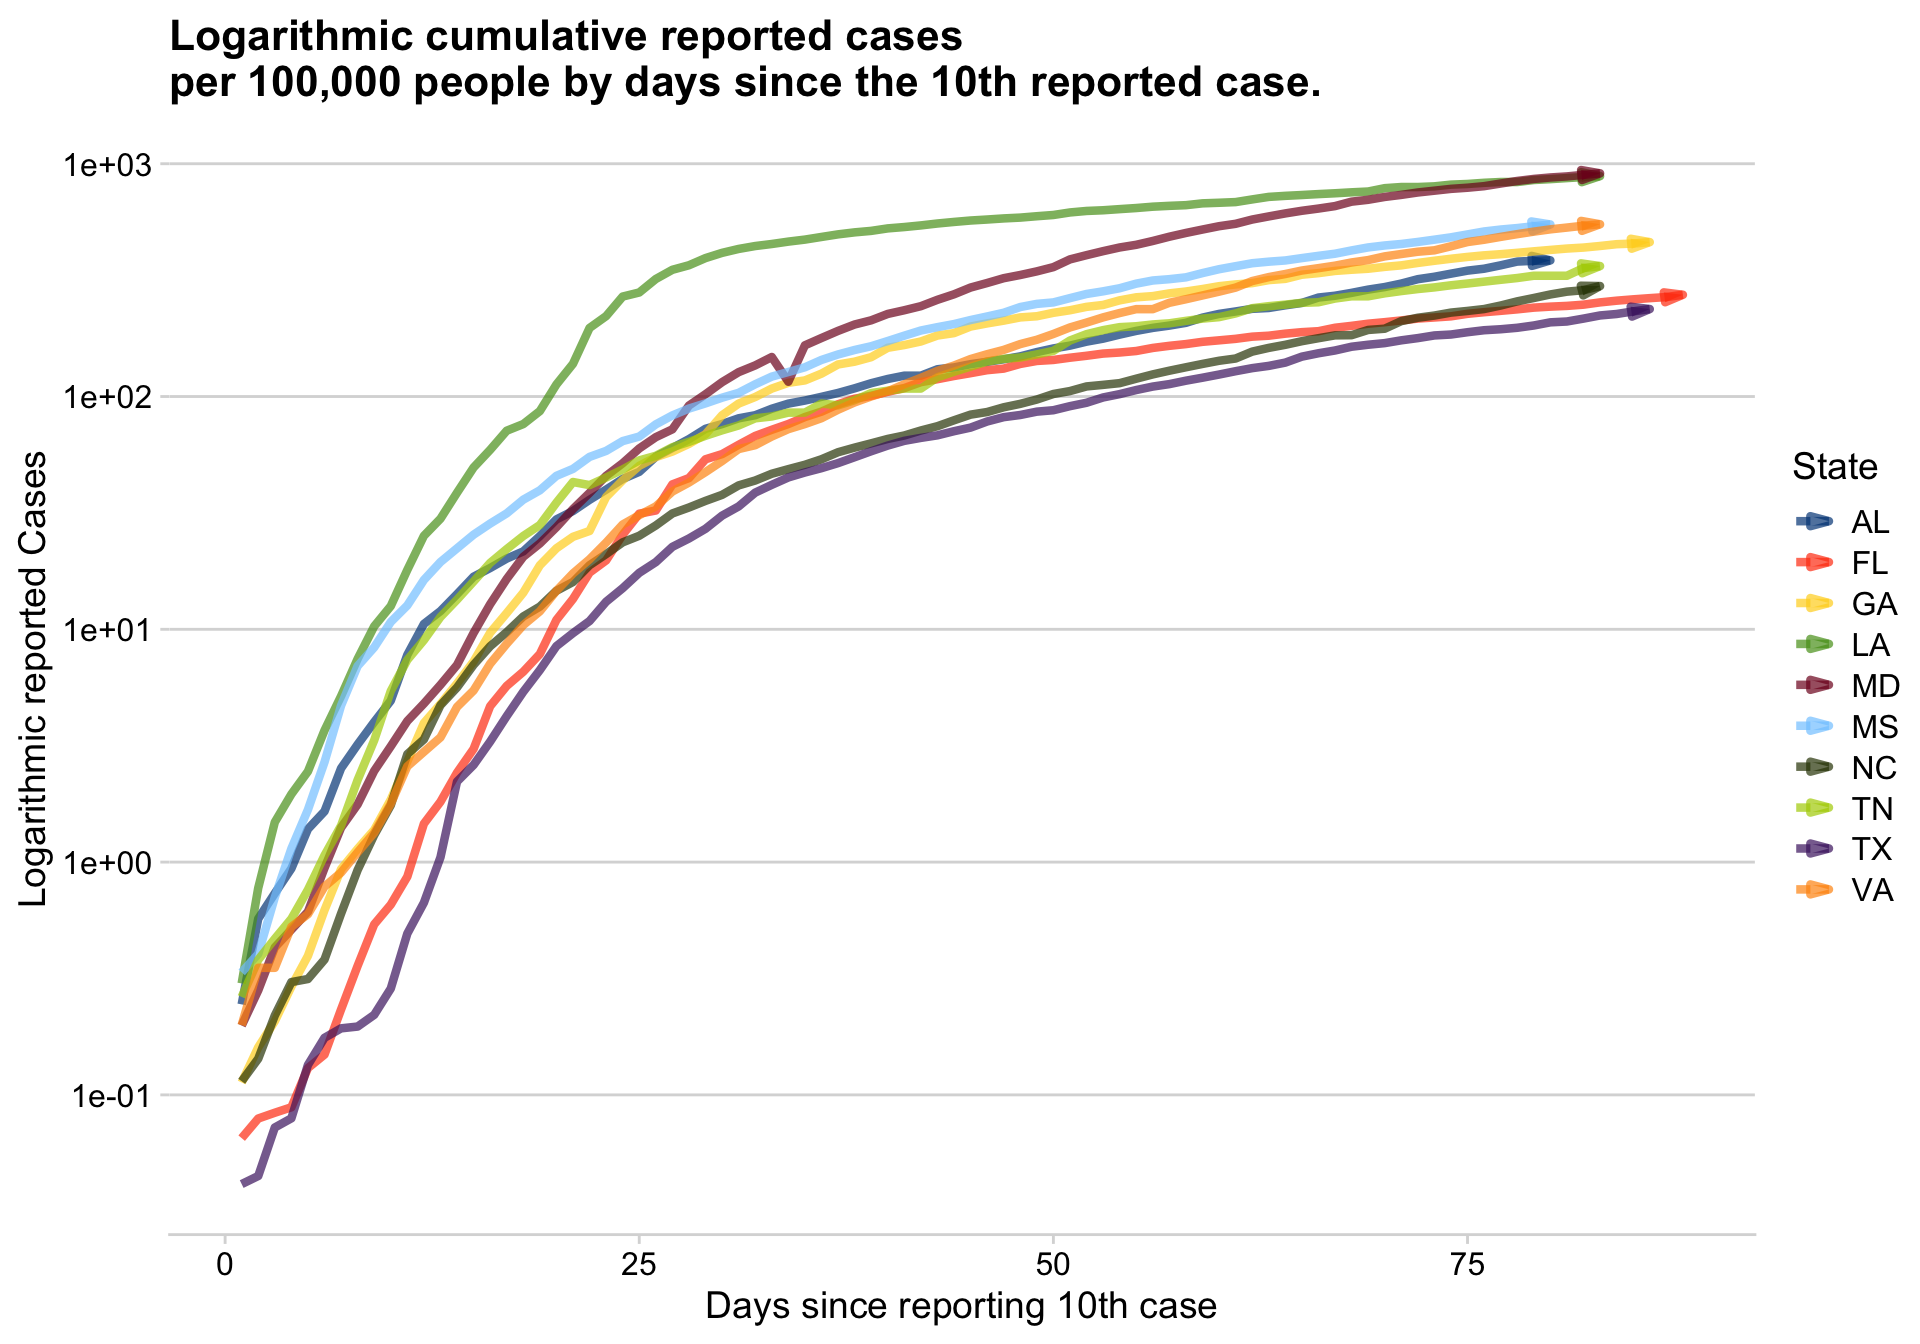 Logarithmic cumulative reported cases
per 100,000 people by days since the 10th reported case.
Logarithmic reported Cases
1e+03
1e+02
1e+01
1e+00
1e-01
0
25
50
75
Days since reporting 10th case
State
AL
FL
GA
LA
MD
MS
NC
TN
TX
VA